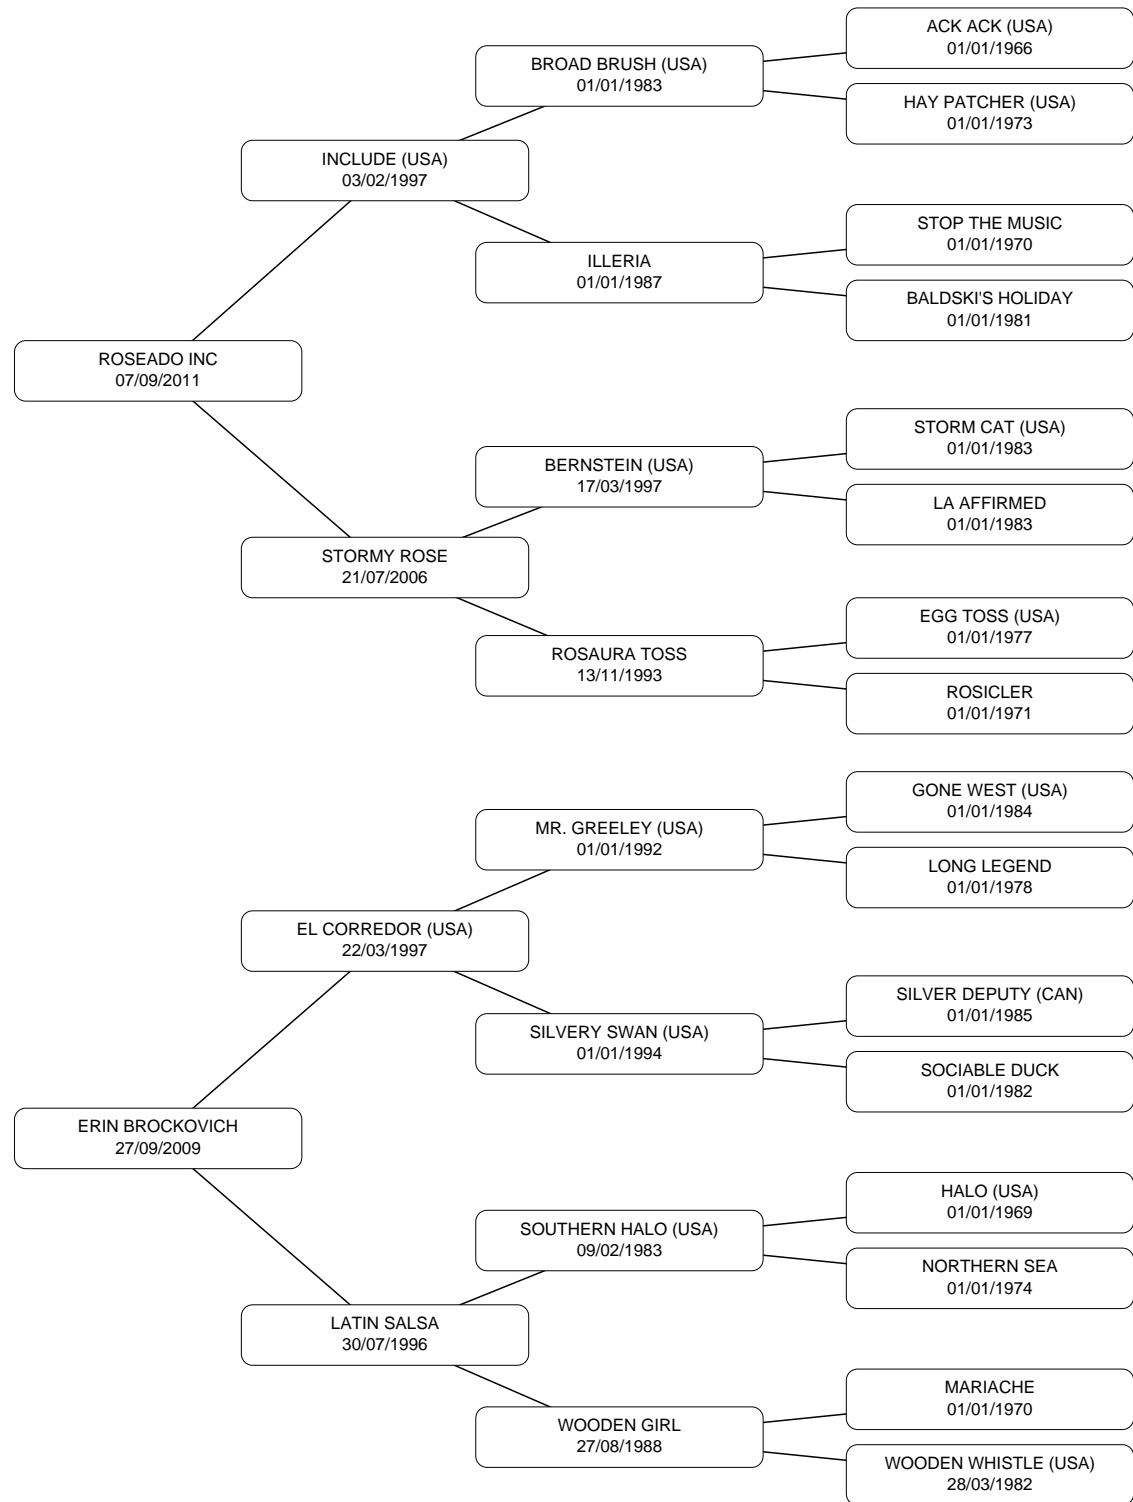 ACK ACK (USA)
01/01/1966
BROAD BRUSH (USA)
01/01/1983
HAY PATCHER (USA)
01/01/1973
INCLUDE (USA)
03/02/1997
STOP THE MUSIC
01/01/1970
ILLERIA
01/01/1987
BALDSKI'S HOLIDAY
01/01/1981
ROSEADO INC
07/09/2011
STORM CAT (USA)
01/01/1983
BERNSTEIN (USA)
17/03/1997
LA AFFIRMED
01/01/1983
STORMY ROSE
21/07/2006
EGG TOSS (USA)
01/01/1977
ROSAURA TOSS
13/11/1993
ROSICLER
01/01/1971
GONE WEST (USA)
01/01/1984
MR. GREELEY (USA)
01/01/1992
LONG LEGEND
01/01/1978
EL CORREDOR (USA)
22/03/1997
SILVER DEPUTY (CAN)
01/01/1985
SILVERY SWAN (USA)
01/01/1994
SOCIABLE DUCK
01/01/1982
ERIN BROCKOVICH
27/09/2009
HALO (USA)
01/01/1969
SOUTHERN HALO (USA)
09/02/1983
NORTHERN SEA
01/01/1974
LATIN SALSA
30/07/1996
MARIACHE
01/01/1970
WOODEN GIRL
27/08/1988
WOODEN WHISTLE (USA)
28/03/1982